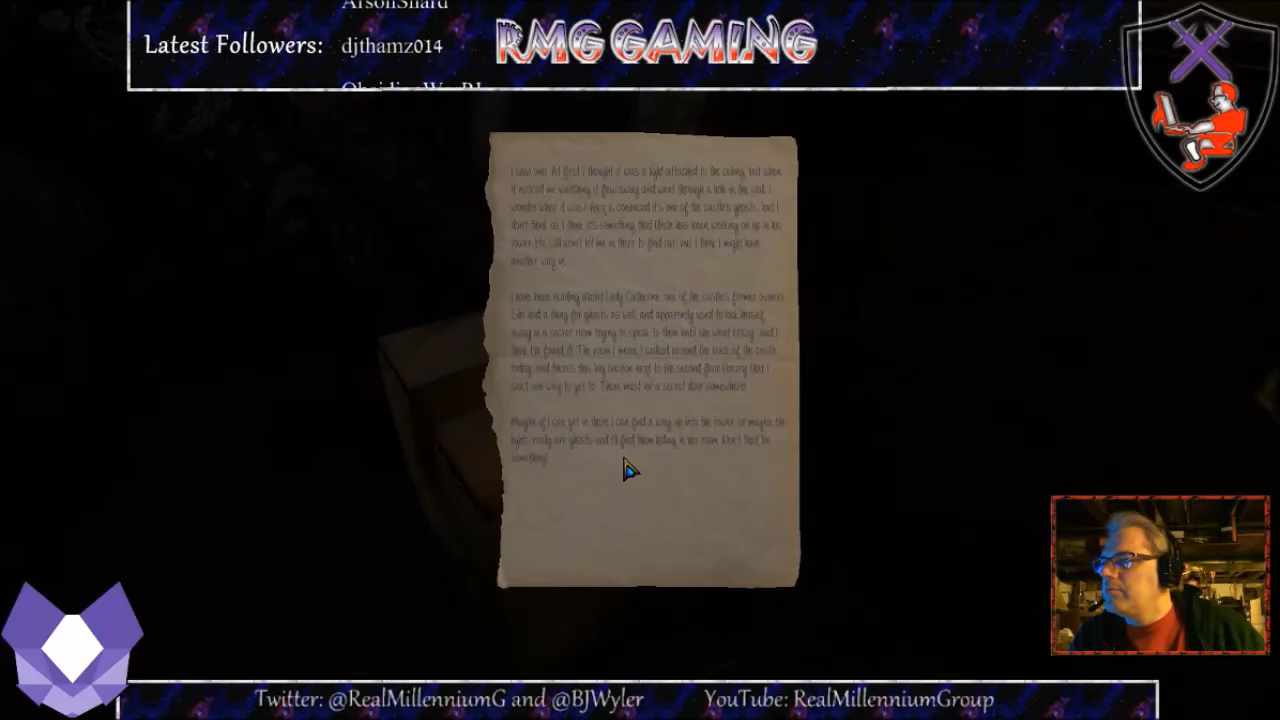 ArsonShard
Latest Followers: djthamz014
RMG GAMING
I saw one! At first I thought it was a light attached to the ceiling, but when
it noticed me watching it flew away and went through a hole in the wall. I
wonder what it was? Alex is convinced it's one of the castle's ghosts, but I
don't think so. I think it's something that Uncle has been working on up in his
tower. He still won't let me in there to find out, but I think I might have
another way in.
I have been reading about Lady Catherine, one of the castles former owners.
She had a thing for ghosts as well and apparently used to lock himself
away in a secret room trying to speak to them until she went crazy, and I
think I've found it! The room I mean, I walked around the back of the castle
today, and there's this big section next to the second floor library that I
can't see way to get to. There must be a secret door somewhere!
Maybe if I can get in there I can find a way up into the tower or maybe the
lights really are ghosts and I'll find them hiding in her room. Won't that be
something!
Twitter: @RealMillenniumG and @BJWyler YouTube: RealMillenniumGroup